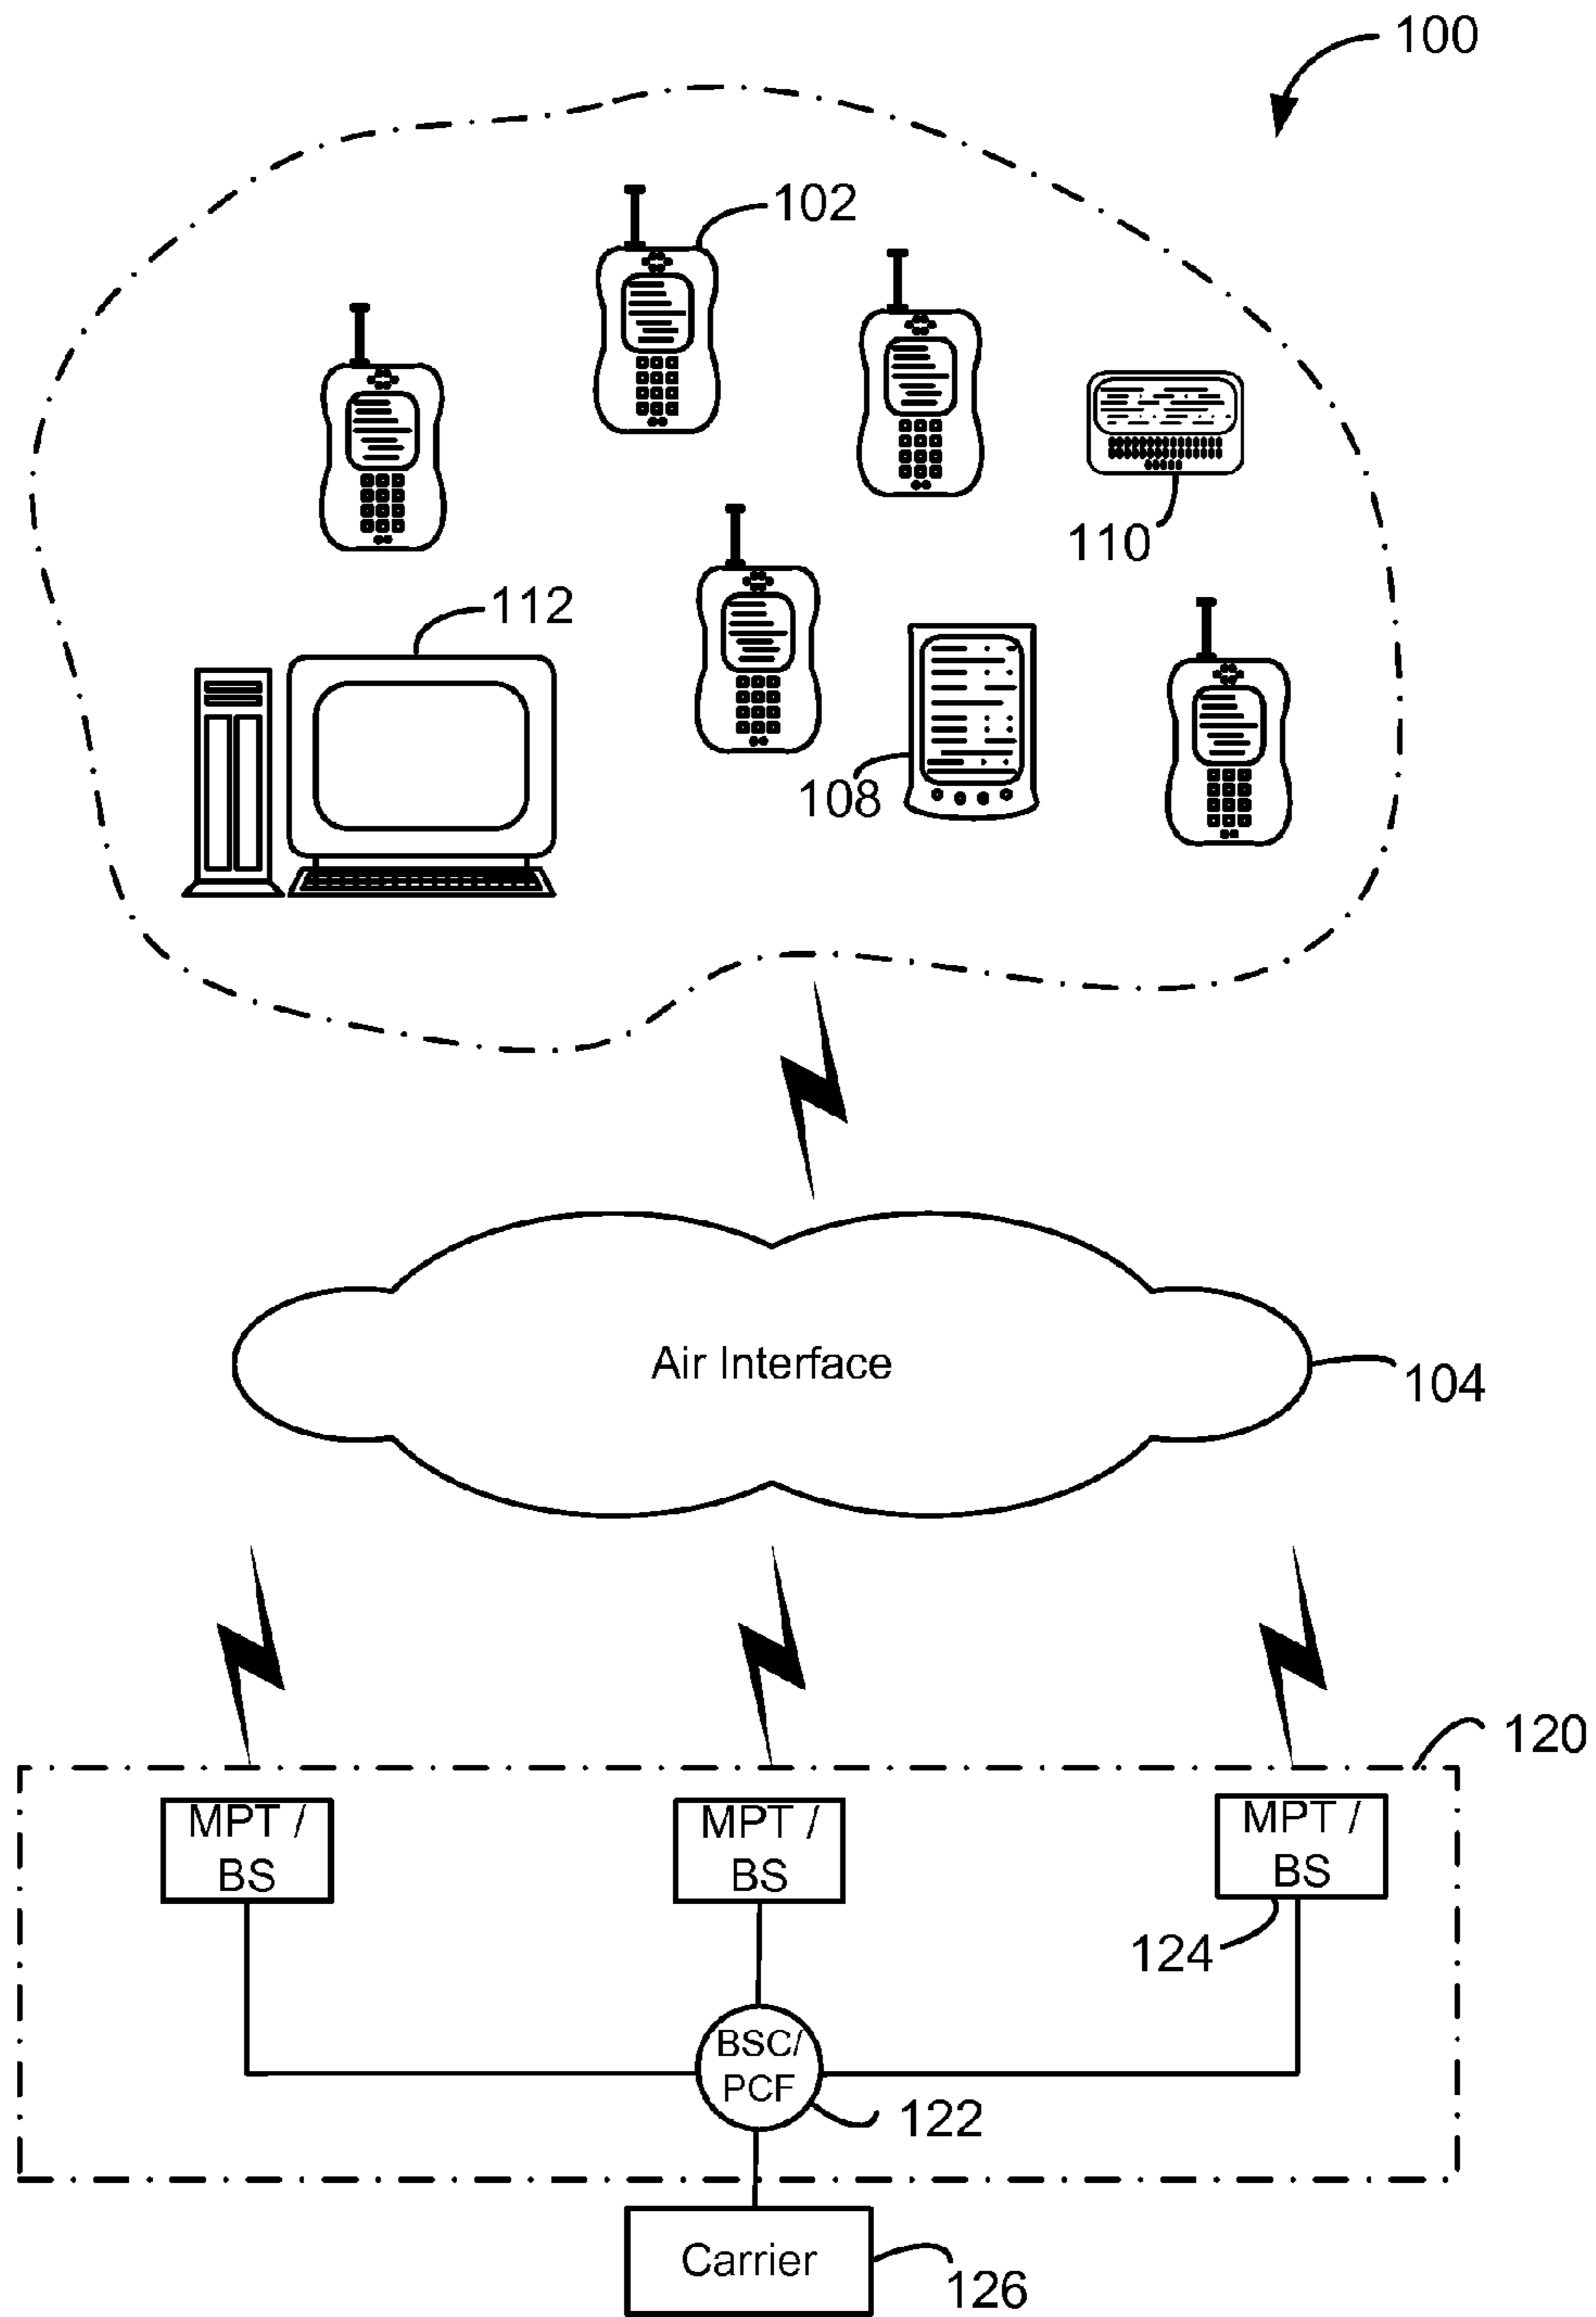 100
102
110
112
108
Air Interface
104
120
MPT /
BS
MPT /
BS
MPT /
BS
124
BSC/
PCF
122
Carrier
126